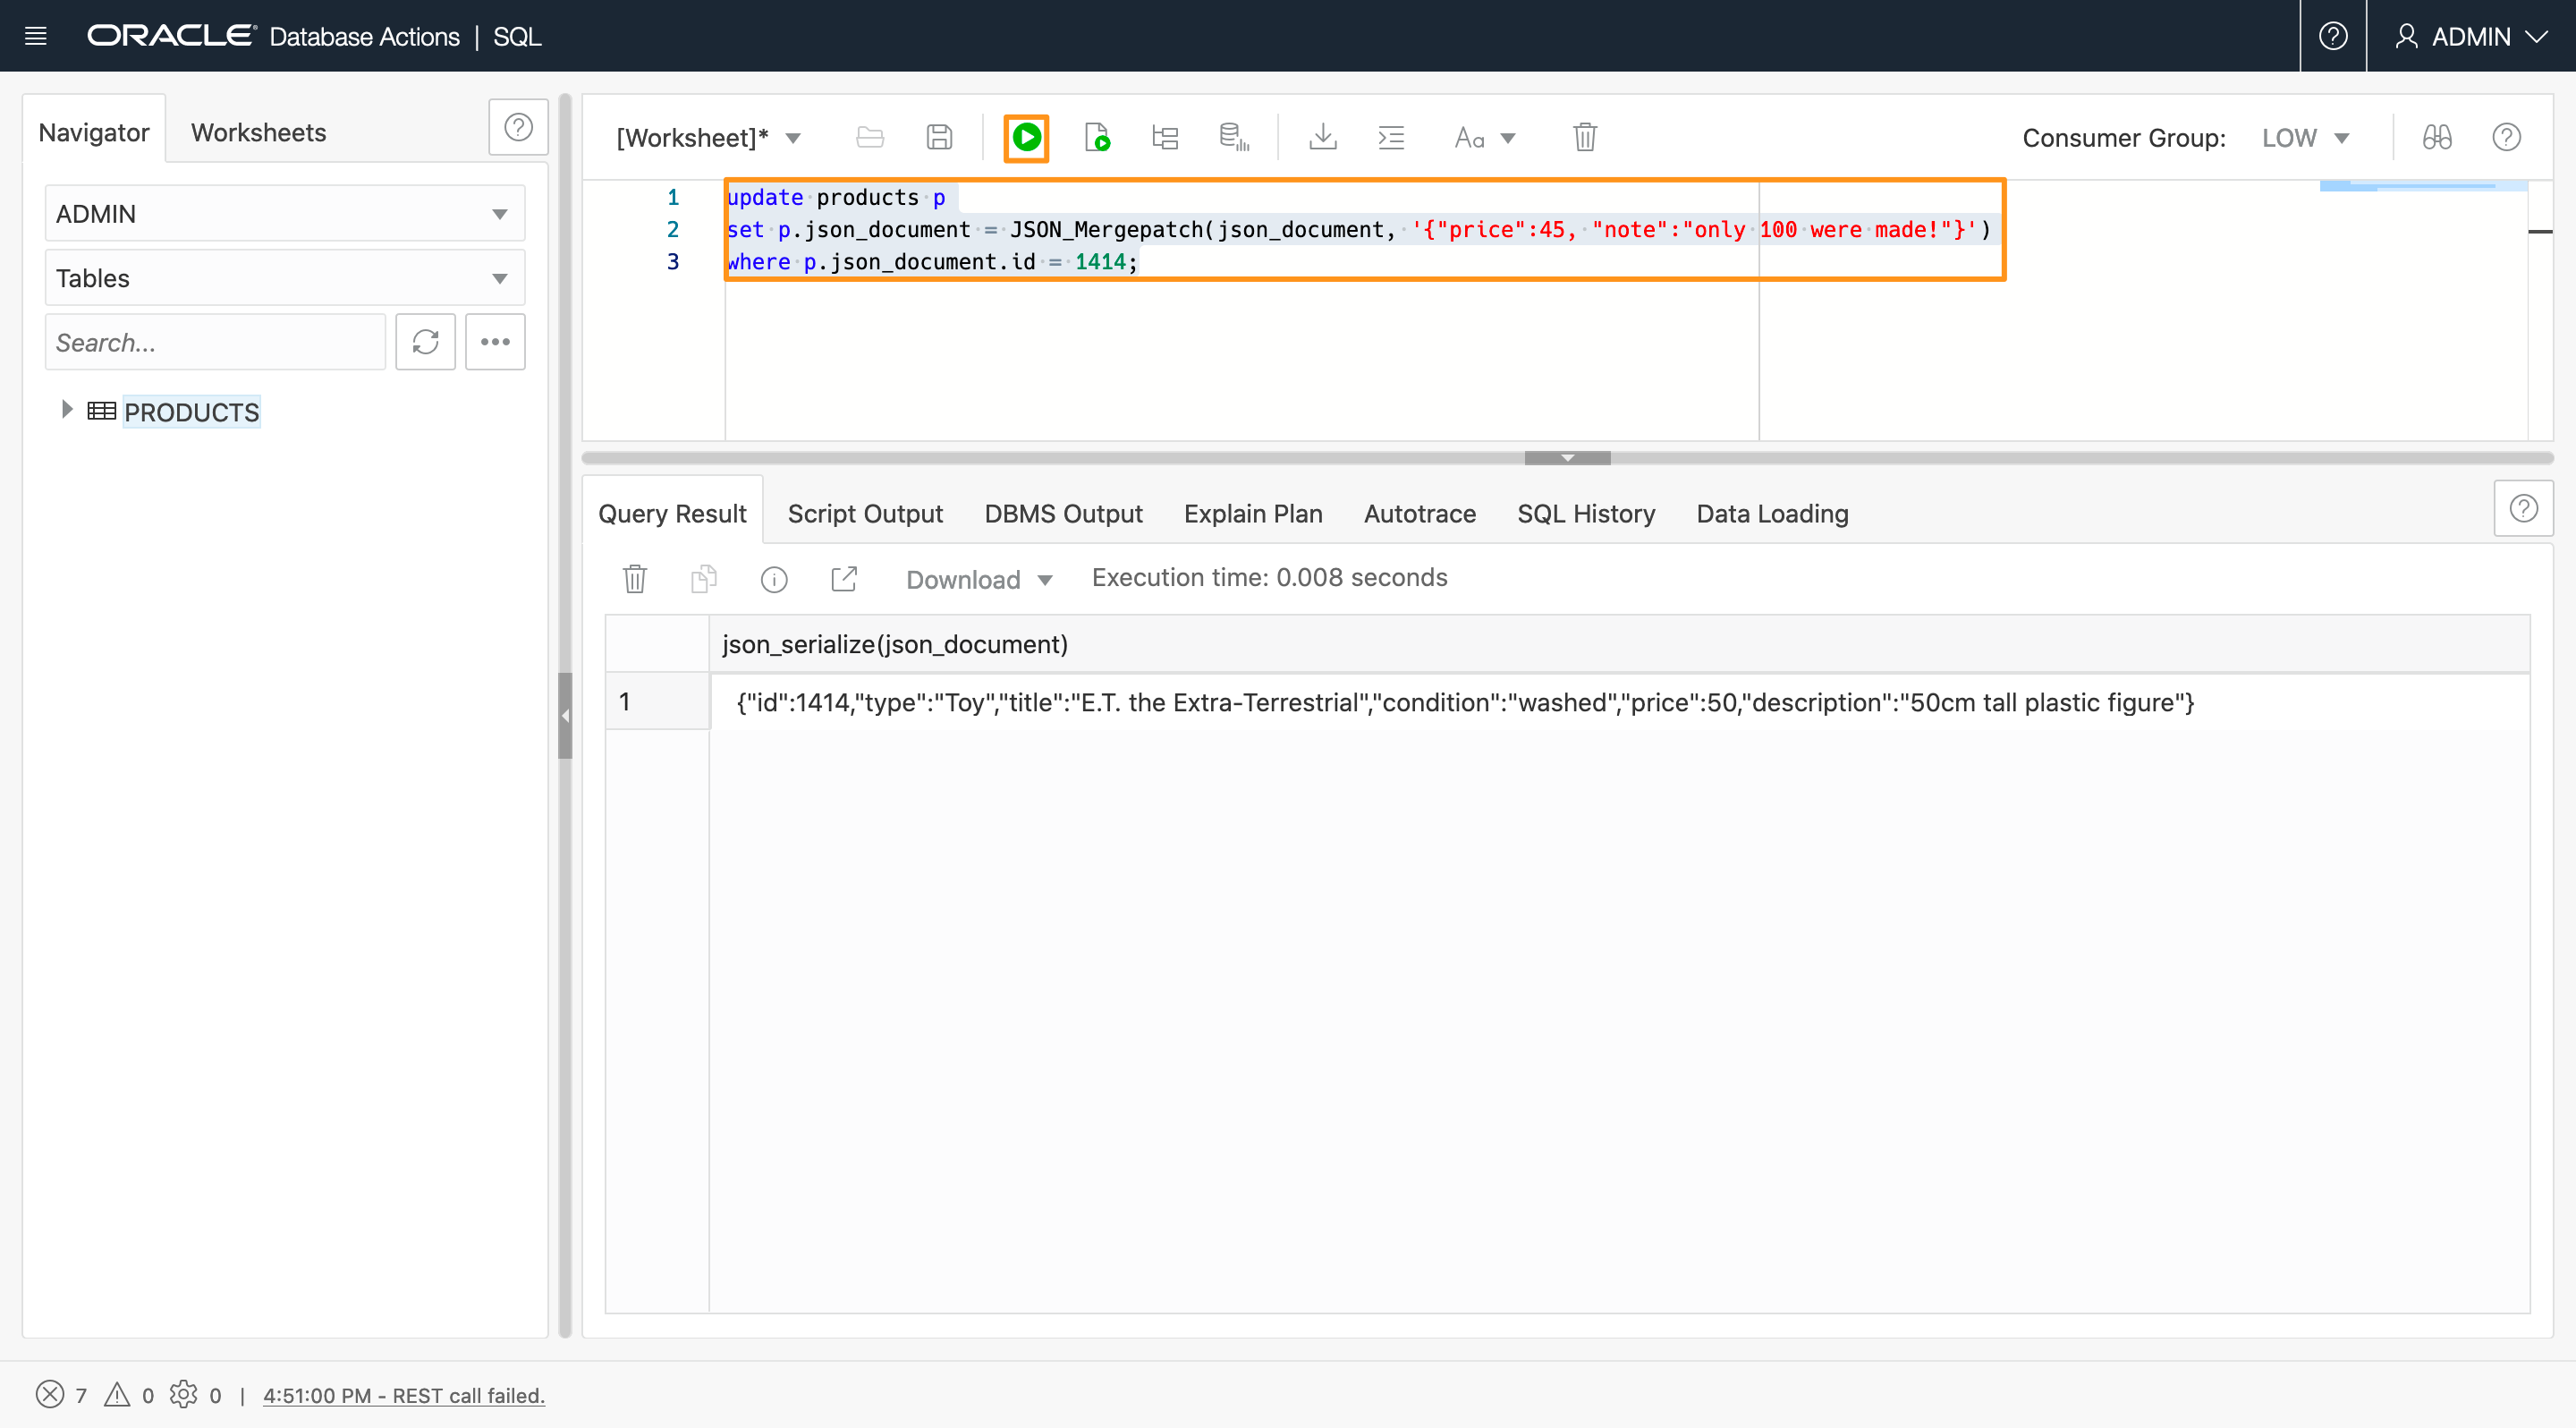 ORACLE Database Actions | SQL
ADMIN
Navigator
Worksheets
ADMIN
Tables
Search...
PRODUCTS
[Worksheet]*
Aa
Consumer Group: LOW
1 update products p
2 set p.json_document = JSON_Mergepatch(json_document, '{"price":45, "note":"only 100 were made!"}')
3 where p.json_document.id = 1414;
Query Result
Script Output
DBMS Output
Explain Plan
Autotrace
SQL History
Data Loading
Download
Execution time: 0.008 seconds
json_serialize(json_document)
1 {"id":1414,"type":"Toy","title":"E.T. the Extra-Terrestrial","condition":"washed","price":50,"description":"50cm tall plastic figure"}
7 0 0 | 4:51:00 PM - REST call failed.